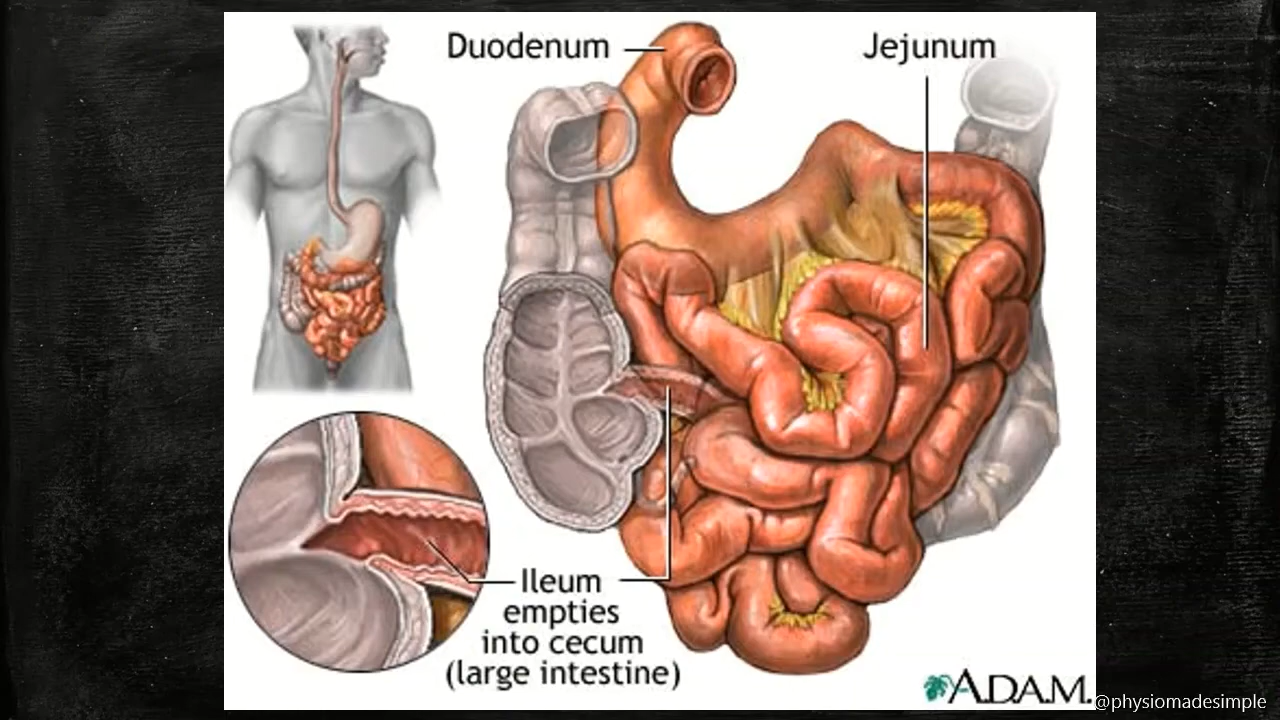 Duodenum
Jejunum
Ileum
empties
into cecum
(large intestine)
A.D.A.M.
@physiomadesimple